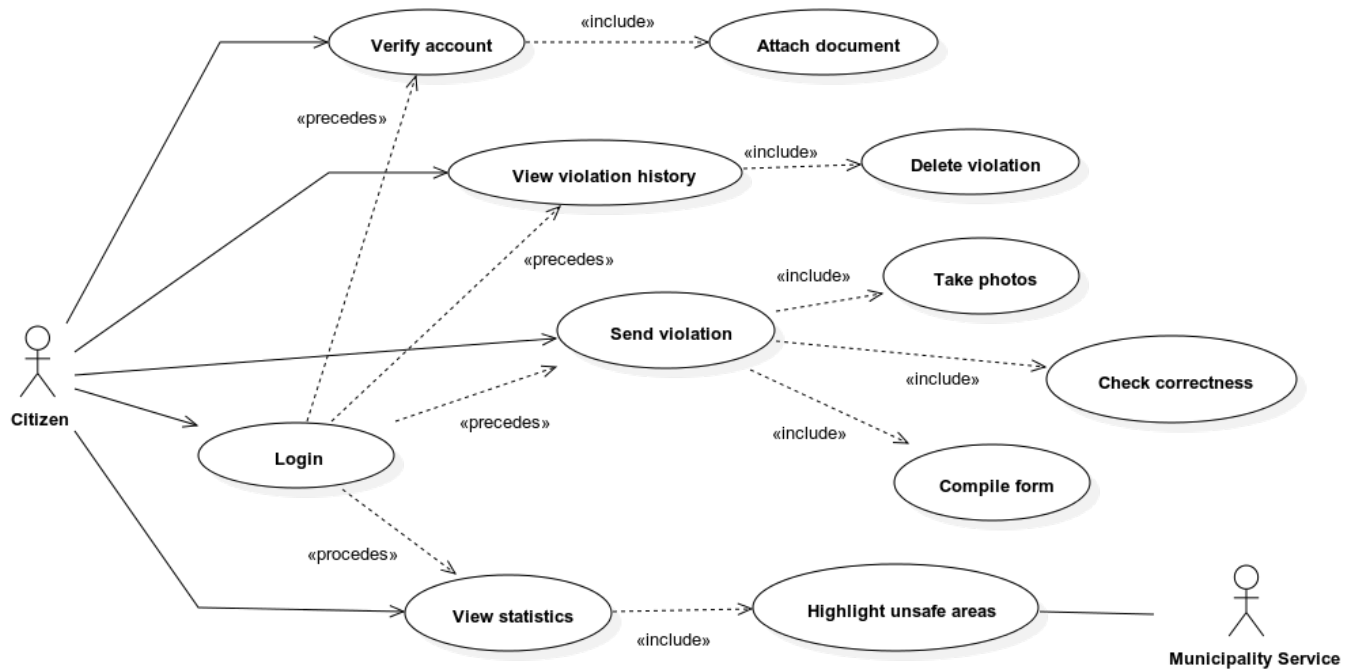 «include»
Verify account
Attach document
«precedes»
«include»
View violation history
Delete violation
«precedes»
«include»
Take photos
Send violation
«include»
Check correctness
Citizen
«precedes»
«include»
Login
Compile form
«procedes»
View statistics
Highlight unsafe areas
«include»
Municipality Service